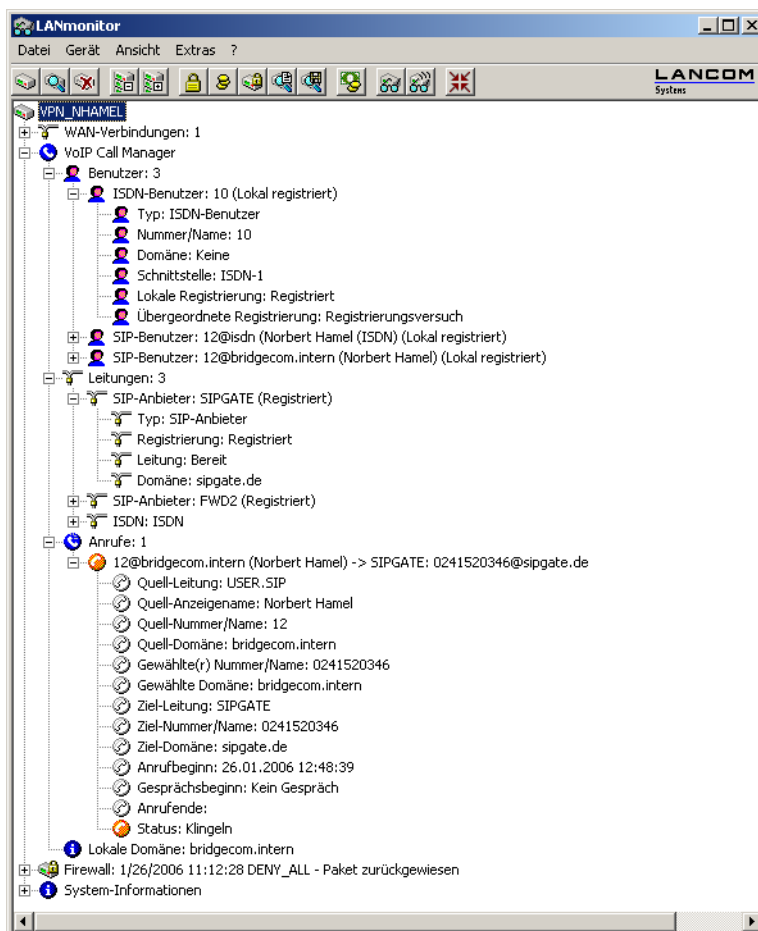 LANmonitor
Datei Gerät Ansicht Extras ?
LANCOM
Systems
VPN_NHAMEL
WAN-Verbindungen: 1
VoIP Call Manager
Benutzer: 3
ISDN-Benutzer: 10 (Lokal registriert)
Typ: ISDN-Benutzer
Nummer/Name: 10
Domäne: Keine
Schnittstelle: ISDN-1
Lokale Registrierung: Registriert
Übergeordnete Registrierung: Registrierungsversuch
SIP-Benutzer: 12@isdn (Norbert Hamel (ISDN) (Lokal registriert)
SIP-Benutzer: 12@bridgecom.intern (Norbert Hamel) (Lokal registriert)
Leitungen: 3
SIP-Anbieter: SIPGATE (Registriert)
Typ: SIP-Anbieter
Registrierung: Registriert
Leitung: Bereit
Domäne: sipgate.de
SIP-Anbieter: FWD2 (Registriert)
ISDN: ISDN
Anrufe: 1
12@bridgecom.intern (Norbert Hamel) -> SIPGATE: 0241520346@sipgate.de
Quell-Leitung: USER.SIP
Quell-Anzeigename: Norbert Hamel
Quell-Nummer/Name: 12
Quell-Domäne: bridgecom.intern
Gewählte(r) Nummer/Name: 0241520346
Gewählte Domäne: bridgecom.intern
Ziel-Leitung: SIPGATE
Ziel-Nummer/Name: 0241520346
Ziel-Domäne: sipgate.de
Anrufbeginn: 26.01.2006 12:48:39
Gesprächsbeginn: Kein Gespräch
Anrufende:
Status: Klingeln
Lokale Domäne: bridgecom.intern
Firewall: 1/26/2006 11:12:28 DENY_ALL - Paket zurückgewiesen
System-Informationen